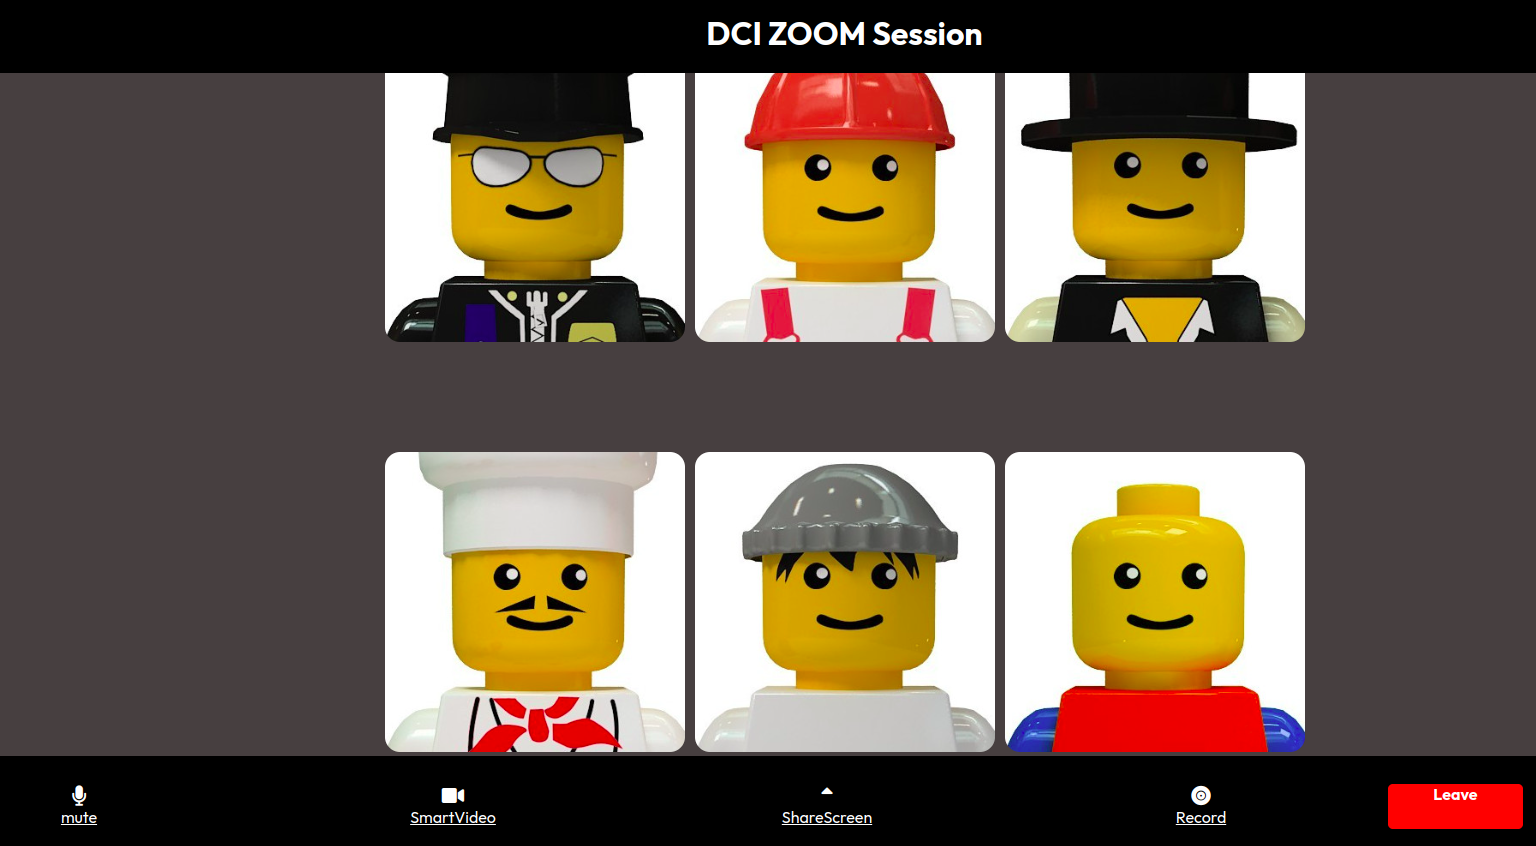 DCI ZOOM Session
mute
SmartVideo
ShareScreen
Record
Leave